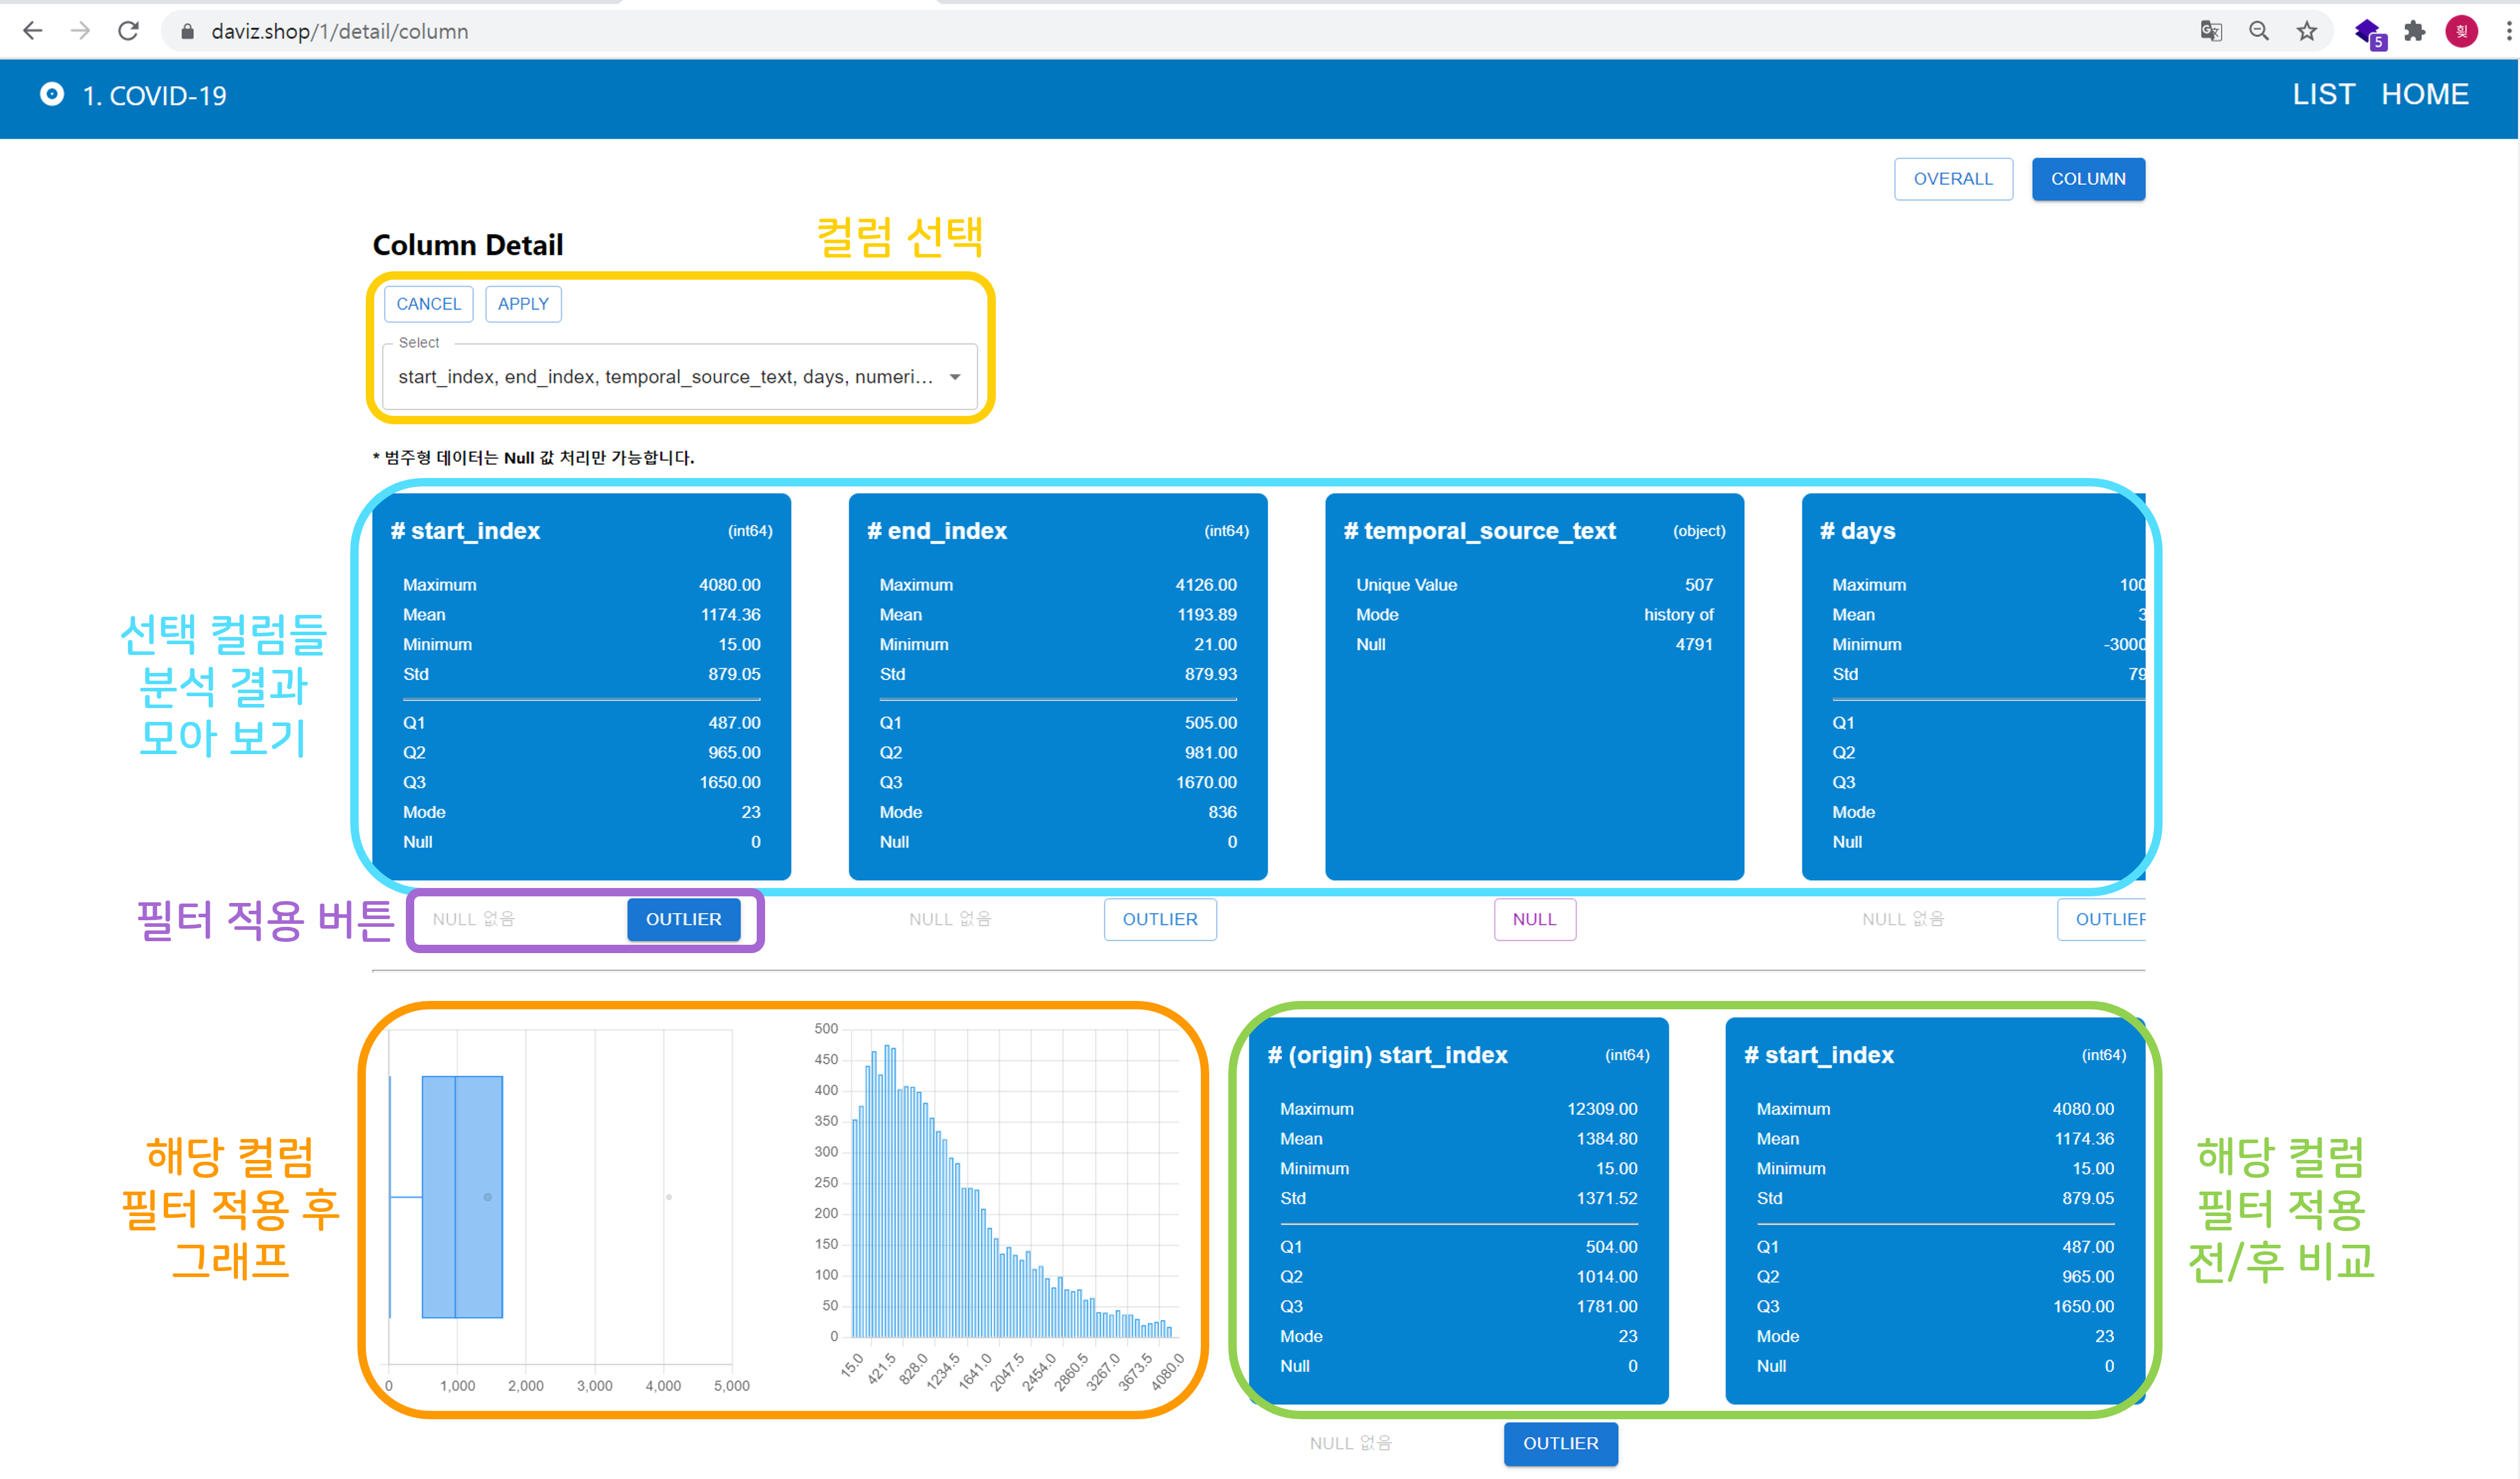 daviz.shop/1/detail/column
5
힞
1. COVID-19
LIST HOME
OVERALL COLUMN
컬럼 선택
Column Detail
CANCEL APPLY
Select
start_index, end_index, temporal_source_text, days, numeri...
* 범주형 데이터는 Null 값 처리만 가능합니다.
선택 컬럼들
분석 결과
모아 보기
# start_index (int64)
Maximum 4080.00
Mean 1174.36
Minimum 15.00
Std 879.05
Q1 487.00
Q2 965.00
Q3 1650.00
Mode 23
Null 0
# end_index (int64)
Maximum 4126.00
Mean 1193.89
Minimum 21.00
Std 879.93
Q1 505.00
Q2 981.00
Q3 1670.00
Mode 836
Null 0
# temporal_source_text (object)
Unique Value 507
Mode history of
Null 4791
# days
Maximum 100
Mean 3
Minimum -3000
Std 79
Q1
Q2
Q3
Mode
Null
필터 적용 버튼
NULL 없음 OUTLIER
NULL 없음 OUTLIER
NULL
NULL 없음 OUTLIER
해당 컬럼
필터 적용 후
그래프
0 1,000 2,000 3,000 4,000 5,000
500
450
400
350
300
250
200
150
100
50
0
15.0 421.5 828.0 1234.5 1641.0 2047.5 2454.0 2860.5 3267.0 3673.5 4080.0
# (origin) start_index (int64)
Maximum 12309.00
Mean 1384.80
Minimum 15.00
Std 1371.52
Q1 504.00
Q2 1014.00
Q3 1781.00
Mode 23
Null 0
# start_index (int64)
Maximum 4080.00
Mean 1174.36
Minimum 15.00
Std 879.05
Q1 487.00
Q2 965.00
Q3 1650.00
Mode 23
Null 0
해당 컬럼
필터 적용
전/후 비교
NULL 없음 OUTLIER